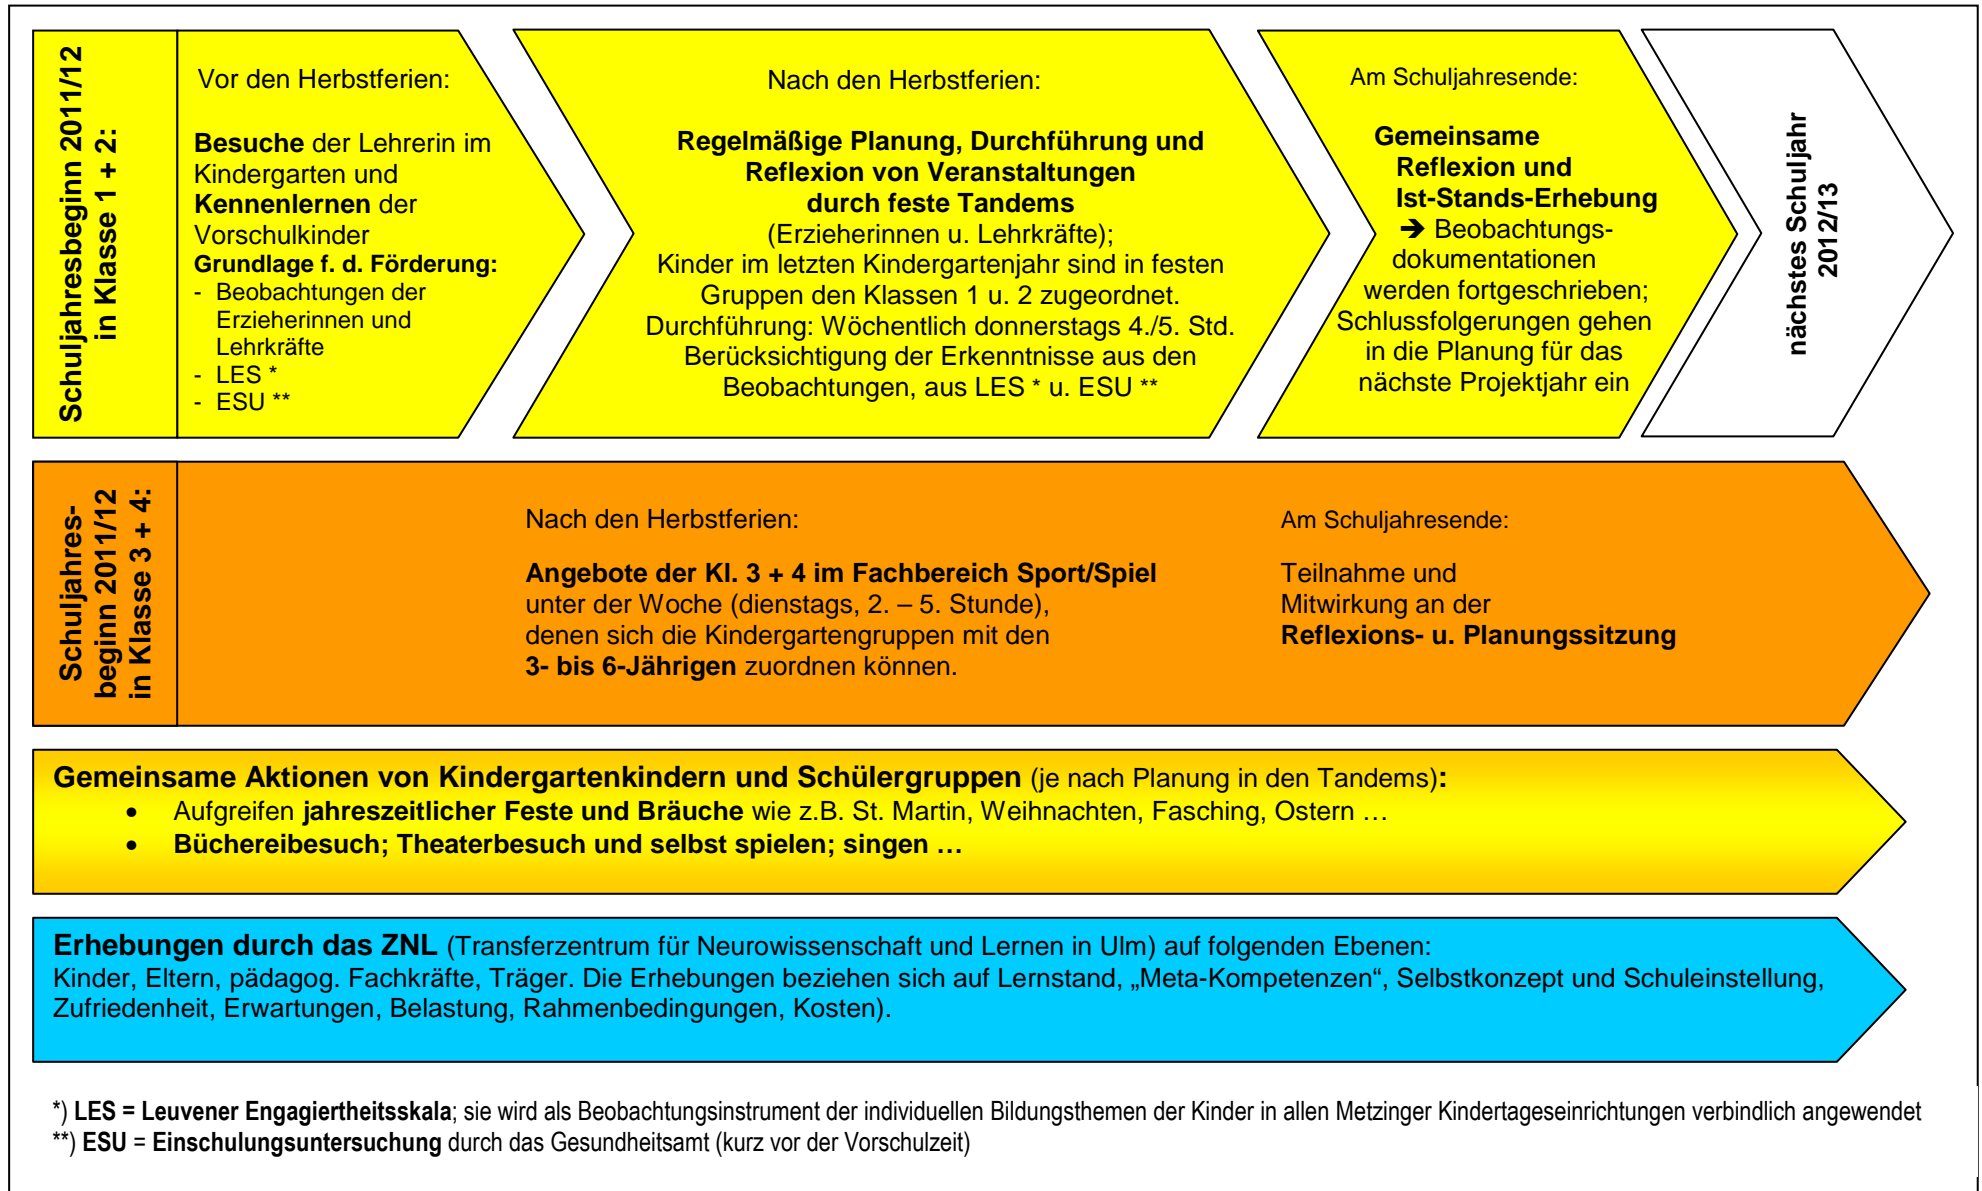 Schuljahresbeginn 2011/12
in Klasse 1 + 2:
Vor den Herbstferien:
Besuche der Lehrerin im
Kindergarten und
Kennenlernen der
Vorschulkinder
Grundlage f. d. Förderung:
- Beobachtungen der
Erzieherinnen und
Lehrkräfte
- LES *
- ESU **
Nach den Herbstferien:
Regelmäßige Planung, Durchführung und
Reflexion von Veranstaltungen
durch feste Tandems
(Erzieherinnen u. Lehrkräfte);
Kinder im letzten Kindergartenjahr sind in festen
Gruppen den Klassen 1 u. 2 zugeordnet.
Durchführung: Wöchentlich donnerstags 4./5. Std.
Berücksichtigung der Erkenntnisse aus den
Beobachtungen, aus LES * u. ESU **
Am Schuljahresende:
Gemeinsame
Reflexion und
Ist-Stands-Erhebung
➔ Beobachtungs-
dokumentationen
werden fortgeschrieben;
Schlussfolgerungen gehen
in die Planung für das
nächste Projektjahr ein
nächstes Schuljahr
2012/13
Schuljahres-
beginn 2011/12
in Klasse 3 + 4:
Nach den Herbstferien:
Angebote der Kl. 3 + 4 im Fachbereich Sport/Spiel
unter der Woche (dienstags, 2. – 5. Stunde),
denen sich die Kindergartengruppen mit den
3- bis 6-Jährigen zuordnen können.
Am Schuljahresende:
Teilnahme und
Mitwirkung an der
Reflexions- u. Planungssitzung
Gemeinsame Aktionen von Kindergartenkindern und Schülergruppen (je nach Planung in den Tandems):
• Aufgreifen jahreszeitlicher Feste und Bräuche wie z.B. St. Martin, Weihnachten, Fasching, Ostern …
• Büchereibesuch; Theaterbesuch und selbst spielen; singen …
Erhebungen durch das ZNL (Transferzentrum für Neurowissenschaft und Lernen in Ulm) auf folgenden Ebenen:
Kinder, Eltern, pädagog. Fachkräfte, Träger. Die Erhebungen beziehen sich auf Lernstand, „Meta-Kompetenzen“, Selbstkonzept und Schuleinstellung,
Zufriedenheit, Erwartungen, Belastung, Rahmenbedingungen, Kosten).
*) LES = Leuvener Engagiertheitsskala; sie wird als Beobachtungsinstrument der individuellen Bildungsthemen der Kinder in allen Metzinger Kindertageseinrichtungen verbindlich angewendet
**) ESU = Einschulungsuntersuchung durch das Gesundheitsamt (kurz vor der Vorschulzeit)